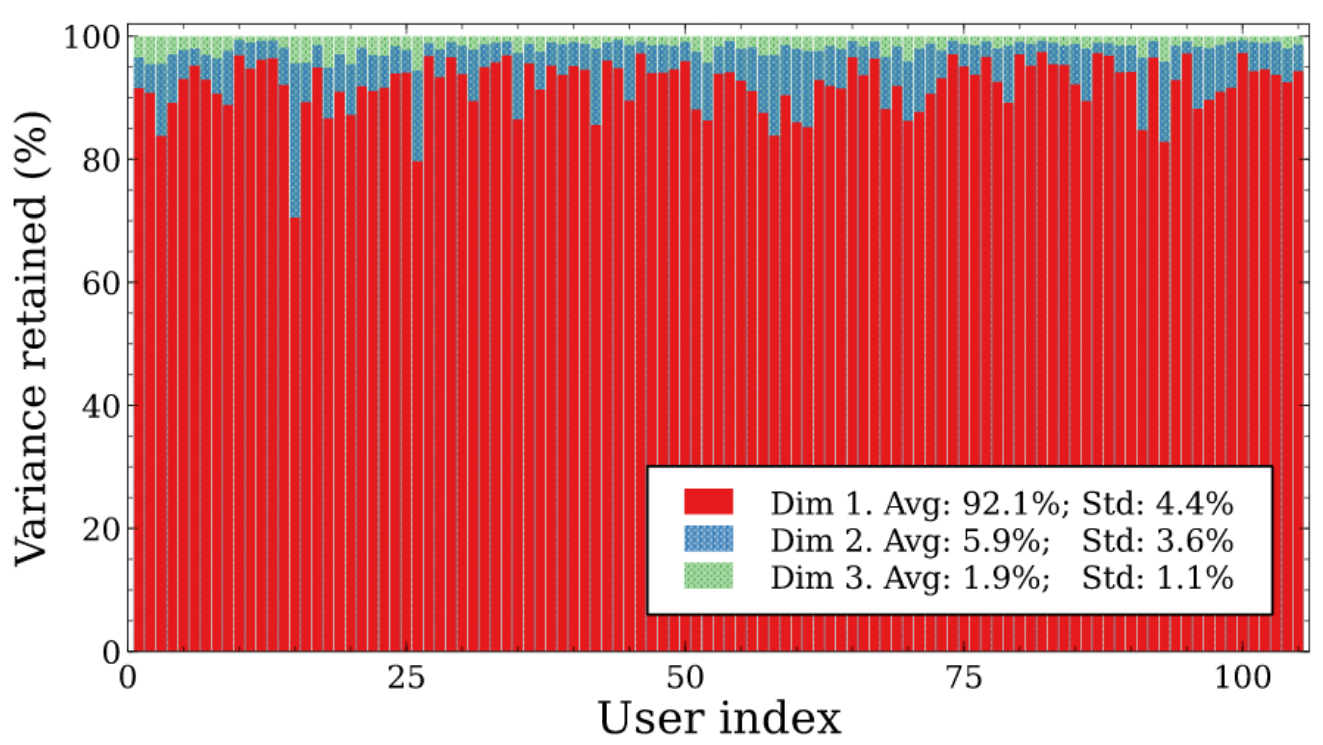 Variance retained (%)
100
80
60
40
20
0
Dim 1. Avg: 92.1%; Std: 4.4%
Dim 2. Avg: 5.9%; Std: 3.6%
Dim 3. Avg: 1.9%; Std: 1.1%
0 25 50 75 100
User index